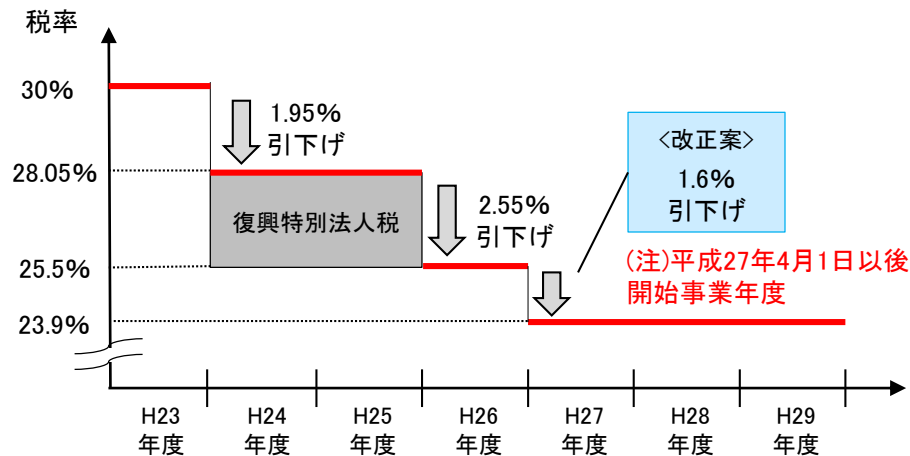 税率
30%
1.95%
引下げ
28.05%
復興特別法人税
2.55%
引下げ
<改正案>
1.6%
引下げ
25.5%
(注)平成27年4月1日以後
開始事業年度
23.9%
H23
年度
H24
年度
H25
年度
H26
年度
H27
年度
H28
年度
H29
年度